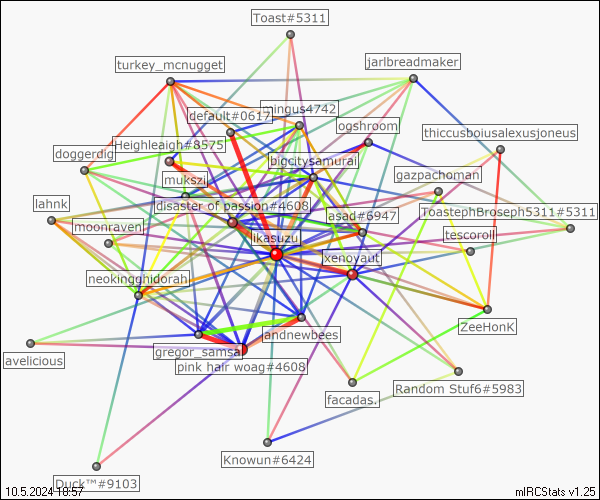 Toast#5311
turkey_mcnugget
jarlbreadmaker
default#0617
mingus4742
ogshroom
thiccusboiusalexusjoneus
doggerdig
Heighleaigh#8575
bigcitysamurai
mukszi
gazpachoman
lahnk
disaster of passion#4608
asad#6947
ToastephBroseph5311#5311
moonraven
ikasuzu
tescoroll
xenoyaut
neokingghidorah
ZeeHonK
andnewbees
avelicious
gregor_samsa
pink hair woag#4608
facadas.
Random Stuf6#5983
Knowun#6424
Duck™#9103
10.5.2024 18:57
mIRCStats v1.25